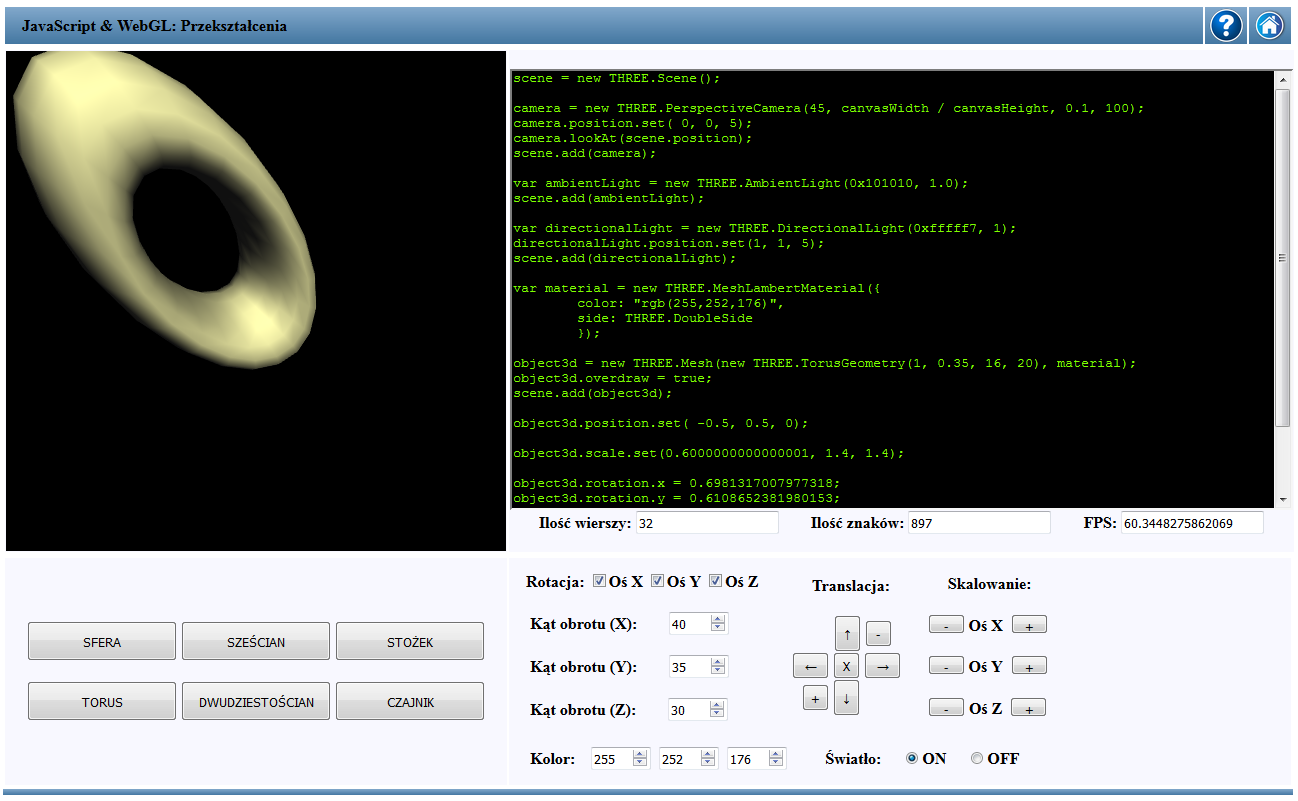 JavaScript & WebGL: Przekształcenia
?
scene = new THREE.Scene();
camera = new THREE.PerspectiveCamera(45, canvasWidth / canvasHeight, 0.1, 100);
camera.position.set( 0, 0, 5);
camera.lookAt(scene.position);
scene.add(camera);
var ambientLight = new THREE.AmbientLight(0x101010, 1.0);
scene.add(ambientLight);
var directionalLight = new THREE.DirectionalLight(0xfffff7, 1);
directionalLight.position.set(1, 1, 5);
scene.add(directionalLight);
var material = new THREE.MeshLambertMaterial({
color: "rgb(255,252,176)",
side: THREE.DoubleSide
});
object3d = new THREE.Mesh(new THREE.TorusGeometry(1, 0.35, 16, 20), material);
object3d.overdraw = true;
scene.add(object3d);
object3d.position.set( -0.5, 0.5, 0);
object3d.scale.set(0.6000000000000001, 1.4, 1.4);
object3d.rotation.x = 0.6981317007977318;
object3d.rotation.y = 0.6108652381980153;
Ilość wierszy: 32 Ilość znaków: 897 FPS: 60.3448275862069
SFERA SZEŚCIAN STOŻEK
TORUS DWUDZIESTOŚCIAN CZAJNIK
Rotacja: Oś X Oś Y Oś Z
Kąt obrotu (X): 40
Kąt obrotu (Y): 35
Kąt obrotu (Z): 30
Translacja:
↑ -
← X →
+ ↓
Skalowanie:
- Oś X +
- Oś Y +
- Oś Z +
Kolor: 255 252 176 Światło: ON OFF